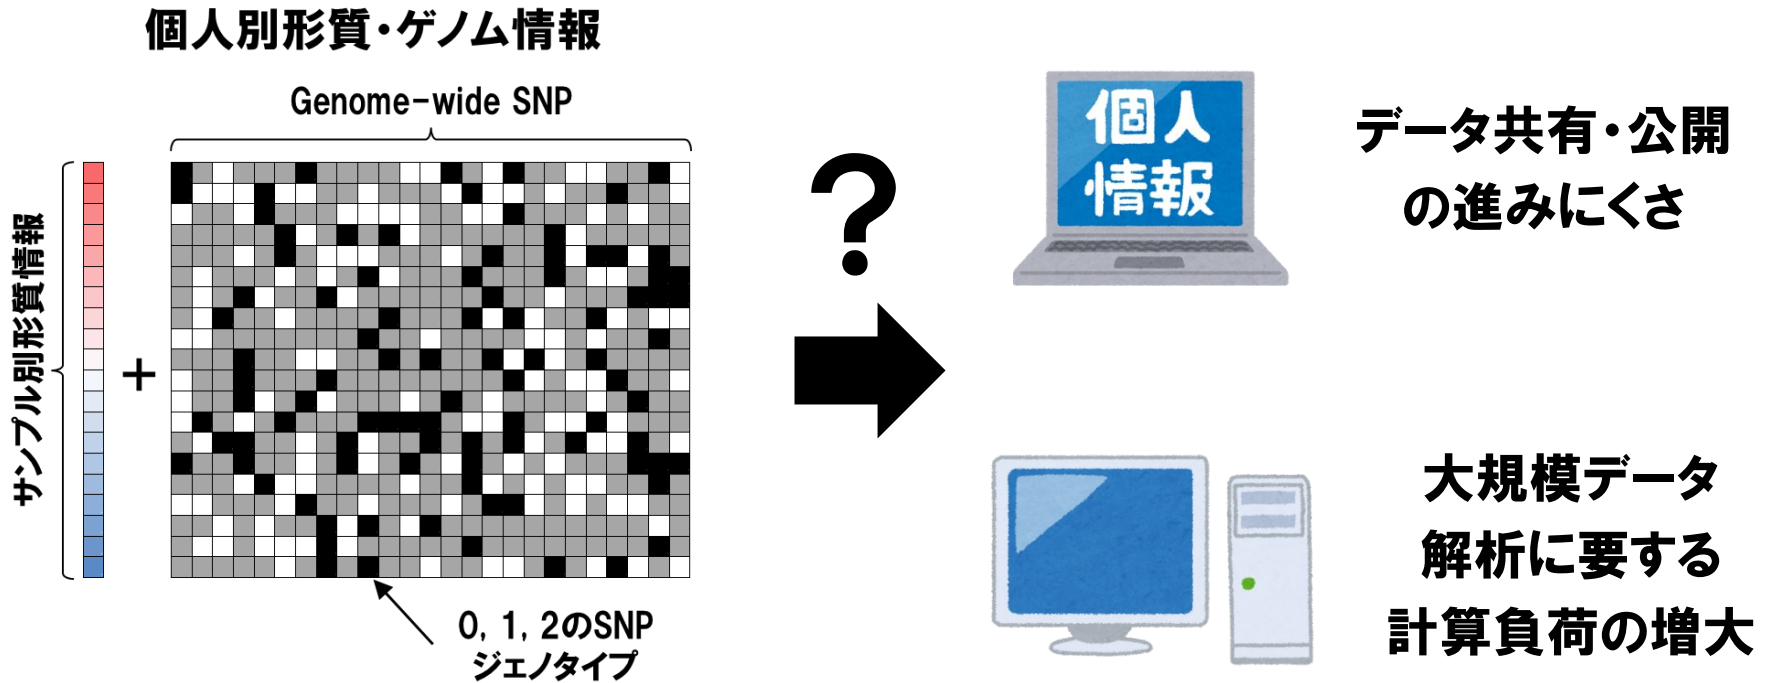 個人別形質・ゲノム情報
Genome-wide SNP
サンプル別形質情報
+
0, 1, 2のSNP
ジェノタイプ
?
個人
情報
データ共有・公開
の進みにくさ
大規模データ
解析に要する
計算負荷の増大